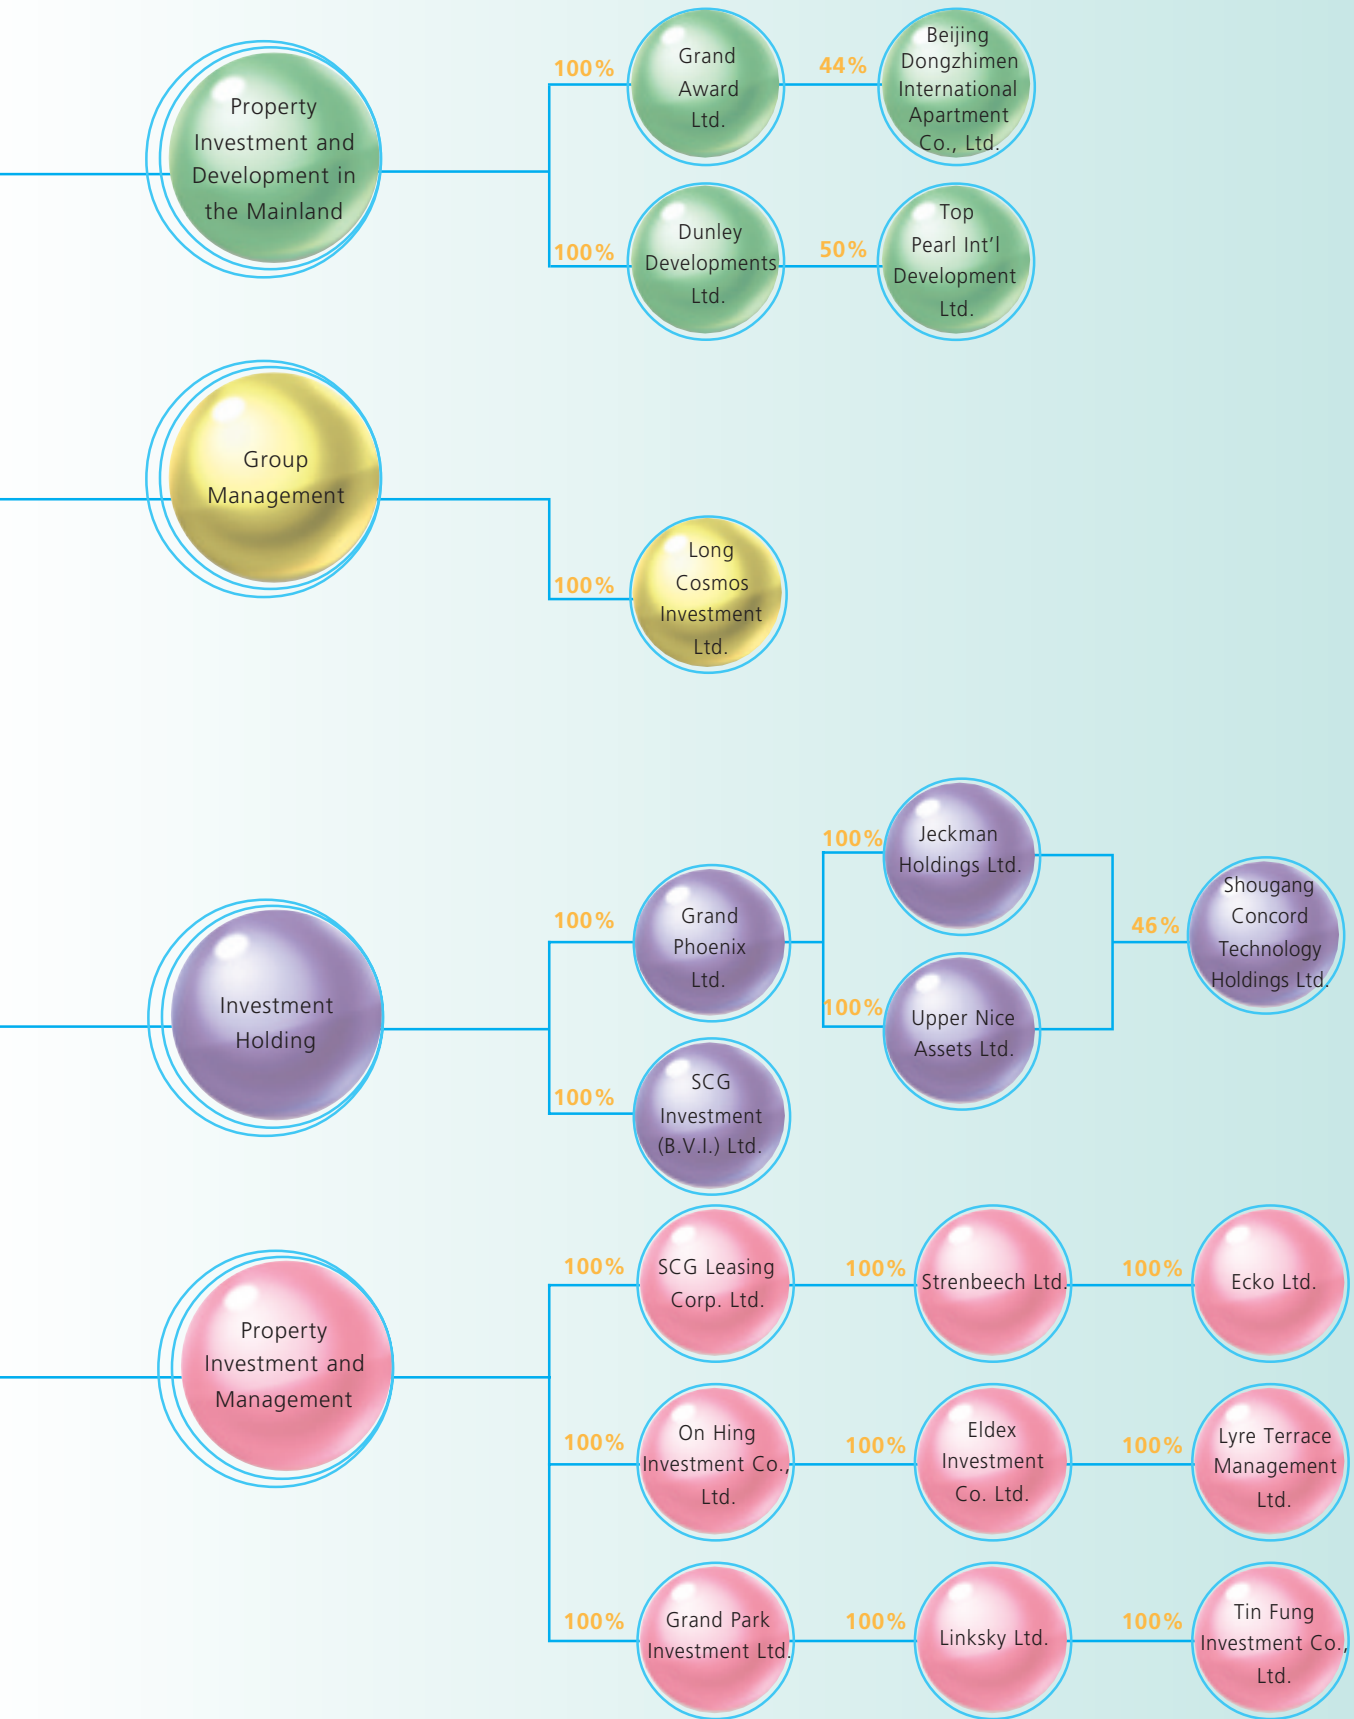 Property
Investment and
Development in
the Mainland
100%
Grand
Award
Ltd.
44%
Beijing
Dongzhimen
International
Apartment
Co., Ltd.
100%
Dunley
Developments
Ltd.
50%
Top
Pearl Int'l
Development
Ltd.
Group
Management
100%
Long
Cosmos
Investment
Ltd.
Investment
Holding
100%
Grand
Phoenix
Ltd.
100%
Jeckman
Holdings Ltd.
100%
Upper Nice
Assets Ltd.
46%
Shougang
Concord
Technology
Holdings Ltd.
100%
SCG
Investment
(B.V.I.) Ltd.
Property
Investment and
Management
100%
SCG Leasing
Corp. Ltd.
100%
Strenbeech Ltd.
100%
Ecko Ltd.
100%
On Hing
Investment Co.,
Ltd.
100%
Eldex
Investment
Co. Ltd.
100%
Lyre Terrace
Management
Ltd.
100%
Grand Park
Investment Ltd.
100%
Linksky Ltd.
100%
Tin Fung
Investment Co.,
Ltd.